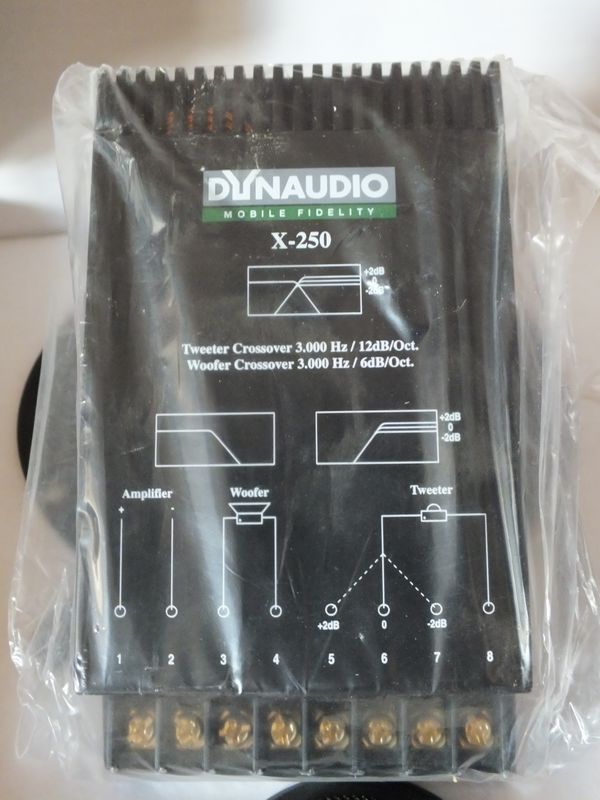 DYNAUDIO
MOBILE FIDELITY
X-250
+2dB
0
-2dB
Tweeter Crossover 3.000 Hz / 12dB/Oct.
Woofer Crossover 3.000 Hz / 6dB/Oct.
+2dB
0
-2dB
Amplifier Woofer Tweeter
+ -
+2dB 0 -2dB
1 2 3 4 5 6 7 8